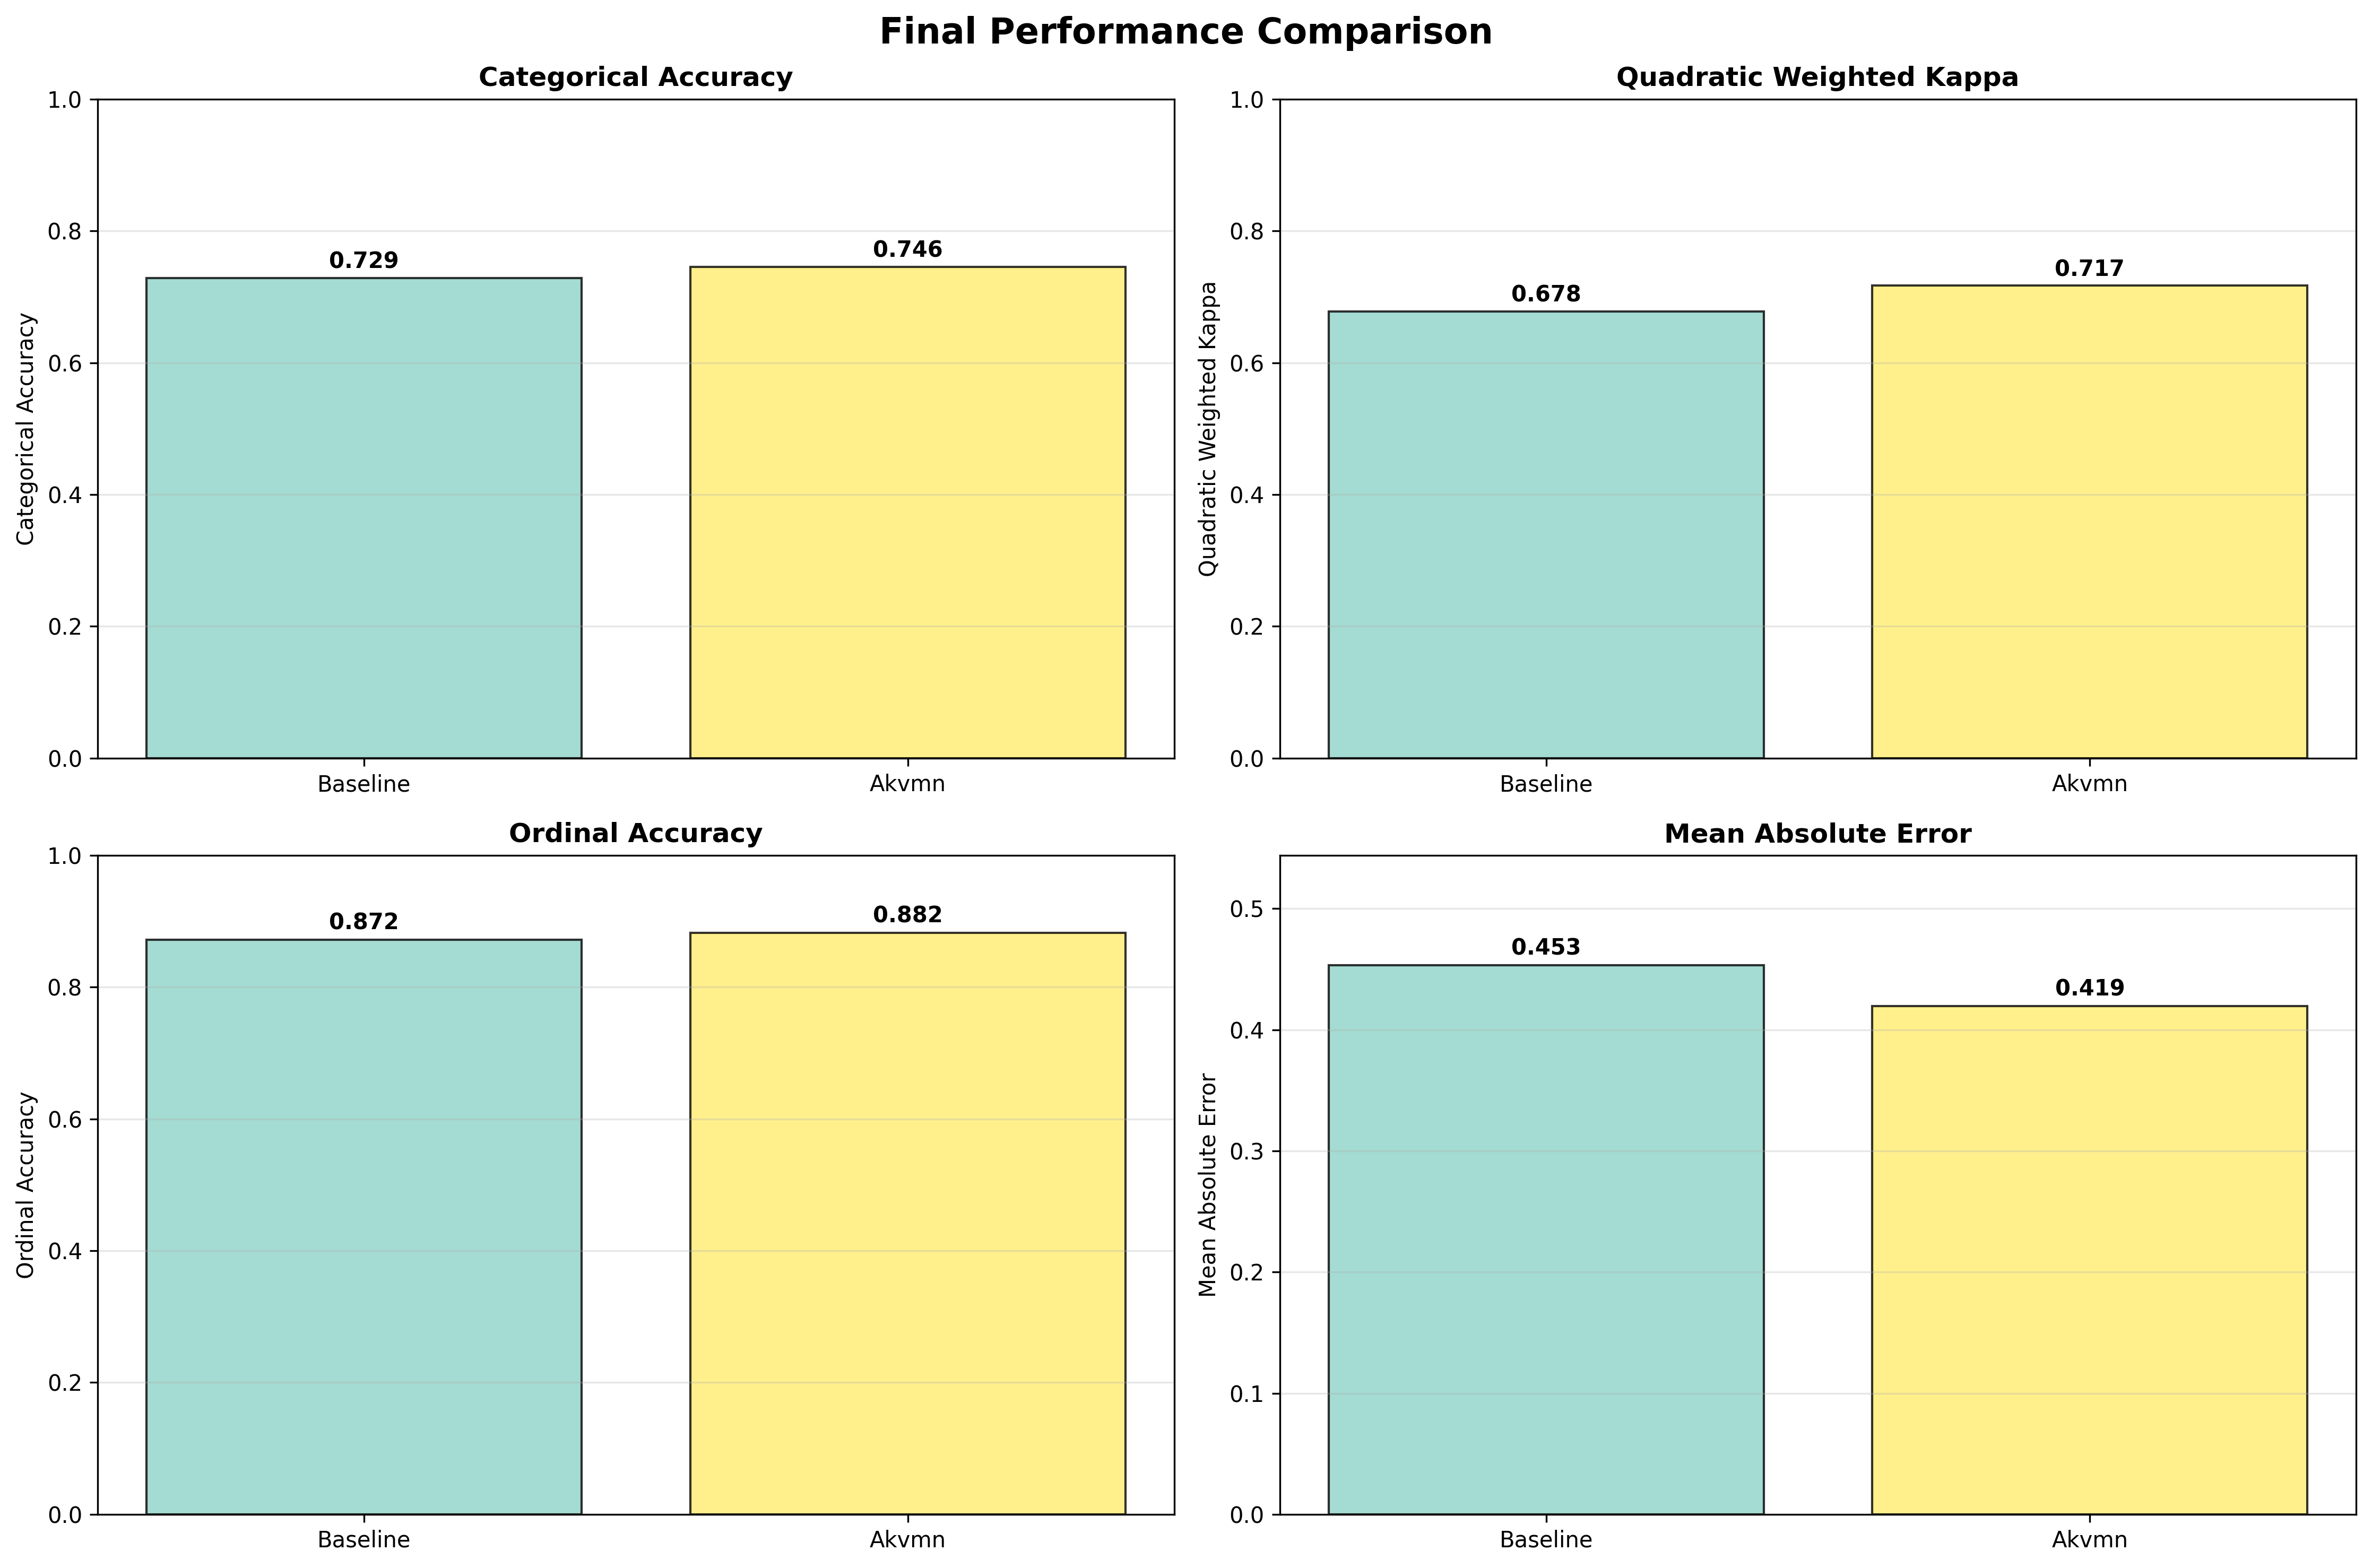 Final Performance Comparison
Categorical Accuracy
1.0
0.8
0.6
0.4
0.2
0.0
Categorical Accuracy
0.729
0.746
Baseline
Akvmn
Quadratic Weighted Kappa
1.0
0.8
0.6
0.4
0.2
0.0
Quadratic Weighted Kappa
0.678
0.717
Baseline
Akvmn
Ordinal Accuracy
1.0
0.8
0.6
0.4
0.2
0.0
Ordinal Accuracy
0.872
0.882
Baseline
Akvmn
Mean Absolute Error
0.5
0.4
0.3
0.2
0.1
0.0
Mean Absolute Error
0.453
0.419
Baseline
Akvmn